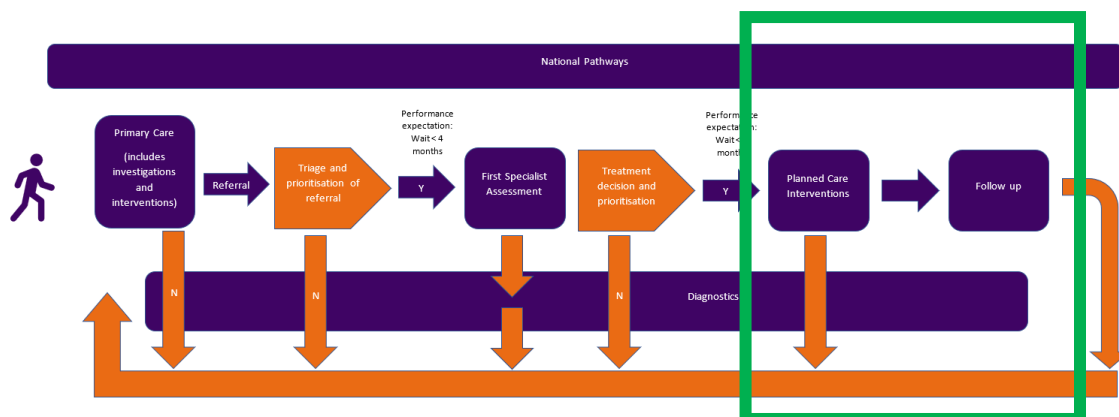 National Pathways
Performance
expectation:
Wait < 4
months
Performance
expectation:
Wait <
month
Primary Care
(includes
investigations
and
interventions)
Referral
Triage and
prioritisation of
referral
Y
First Specialist
Assessment
Treatment
decision and
prioritisation
Y
Planned Care
Interventions
Follow up
N
N
Diagnostics
N